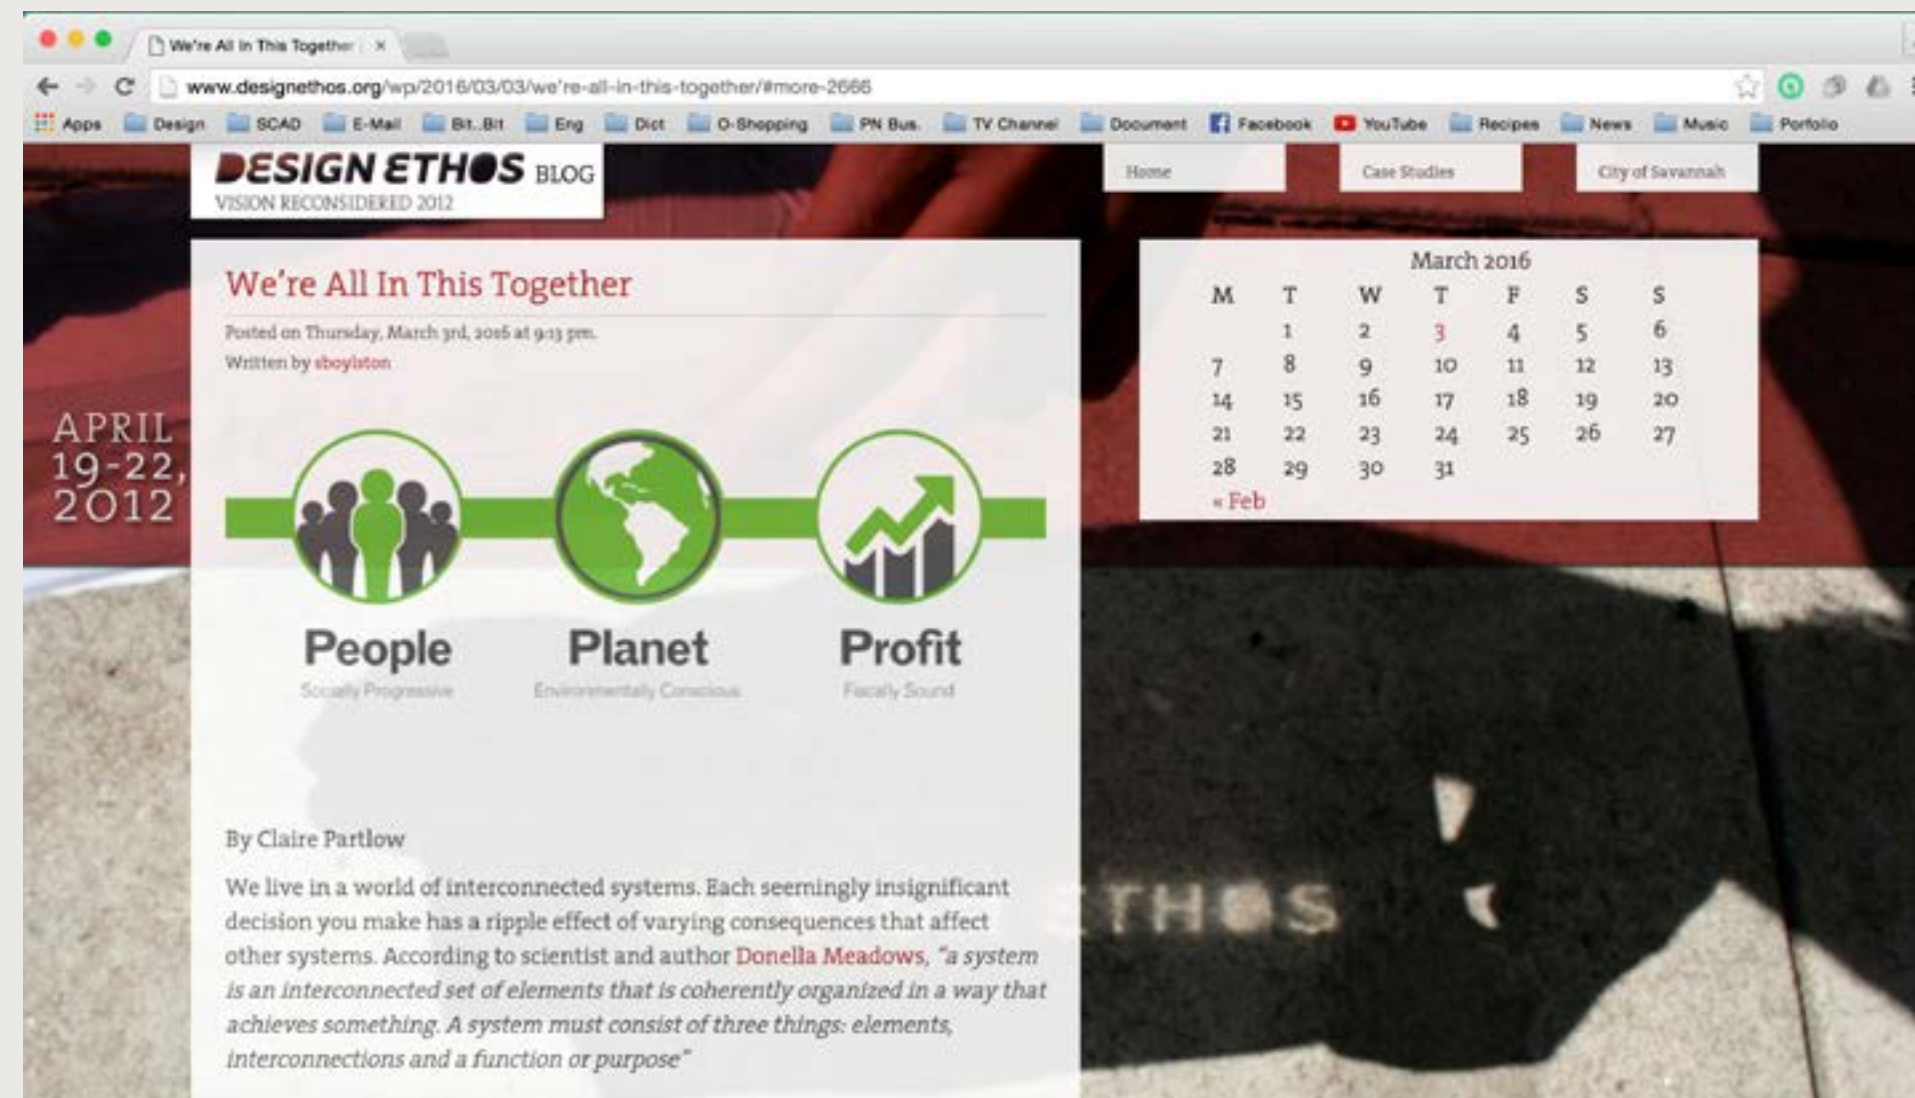 We're All In This Together
www.designethos.org/wp/2016/03/03/we're-all-in-this-together/#more-2666
Apps Design SCAD E-Mail Bit..Bit Eng Dict O-Shopping PN Bus. TV Channel Document Facebook YouTube Recipes News Music Porfolio
DESIGN ETHOS BLOG
VISION RECONSIDERED 2012
Home Case Studies City of Savannah
We're All In This Together
Posted on Thursday, March 3rd, 2016 at 9:13 pm.
Written by sboylston
APRIL
19-22,
2012
People Planet Profit
Socially Progressive Environmentally Conscious Fiscally Sound
By Claire Partlow
We live in a world of interconnected systems. Each seemingly insignificant
decision you make has a ripple effect of varying consequences that affect
other systems. According to scientist and author Donella Meadows, "a system
is an interconnected set of elements that is coherently organized in a way that
achieves something. A system must consist of three things: elements,
interconnections and a function or purpose"
March 2016
M T W T F S S
1 2 3 4 5 6
7 8 9 10 11 12 13
14 15 16 17 18 19 20
21 22 23 24 25 26 27
28 29 30 31
« Feb
ETHOS